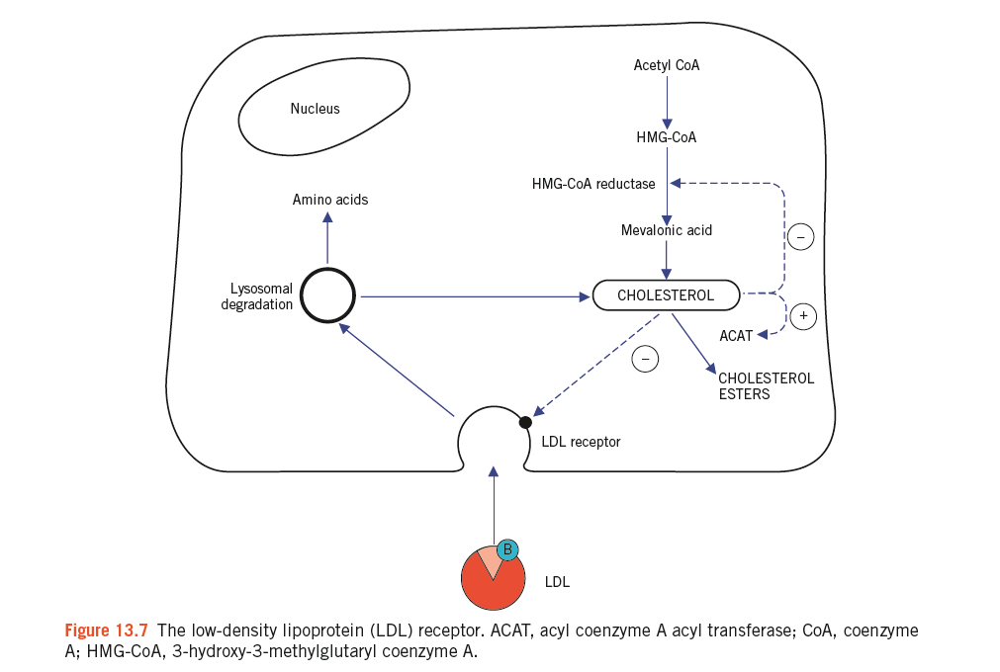 Acetyl CoA
Nucleus
HMG-CoA
HMG-CoA reductase
Amino acids
Mevalonic acid
−
Lysosomal
degradation
CHOLESTEROL
+
ACAT
−
CHOLESTEROL
ESTERS
LDL receptor
B
LDL
Figure 13.7 The low-density lipoprotein (LDL) receptor. ACAT, acyl coenzyme A acyl transferase; CoA, coenzyme
A; HMG-CoA, 3-hydroxy-3-methylglutaryl coenzyme A.